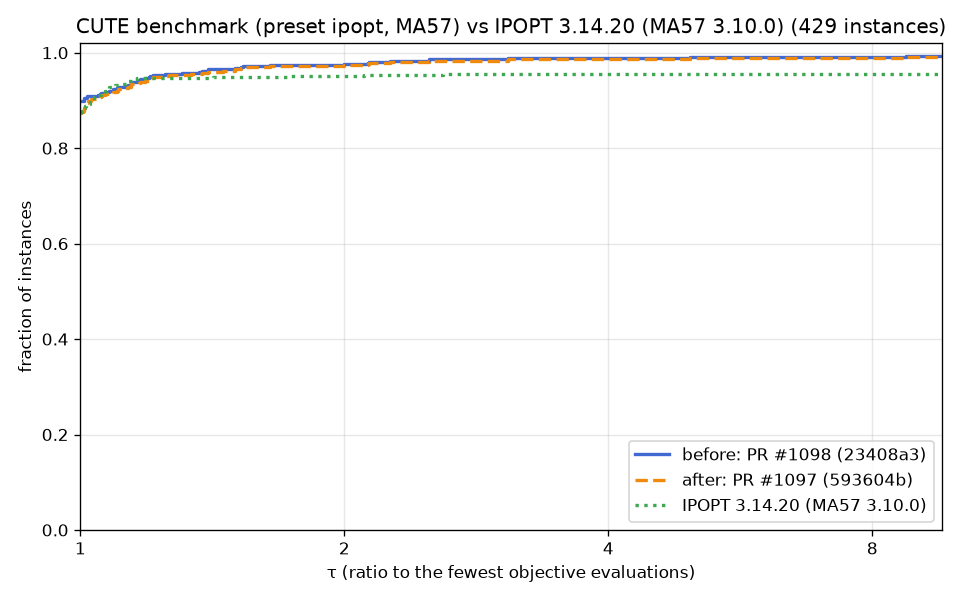 CUTE benchmark (preset ipopt, MA57) vs IPOPT 3.14.20 (MA57 3.10.0) (429 instances)
fraction of instances
1.0
0.8
0.6
0.4
0.2
0.0
1
2
4
8
τ (ratio to the fewest objective evaluations)
before: PR #1098 (23408a3)
after: PR #1097 (593604b)
IPOPT 3.14.20 (MA57 3.10.0)